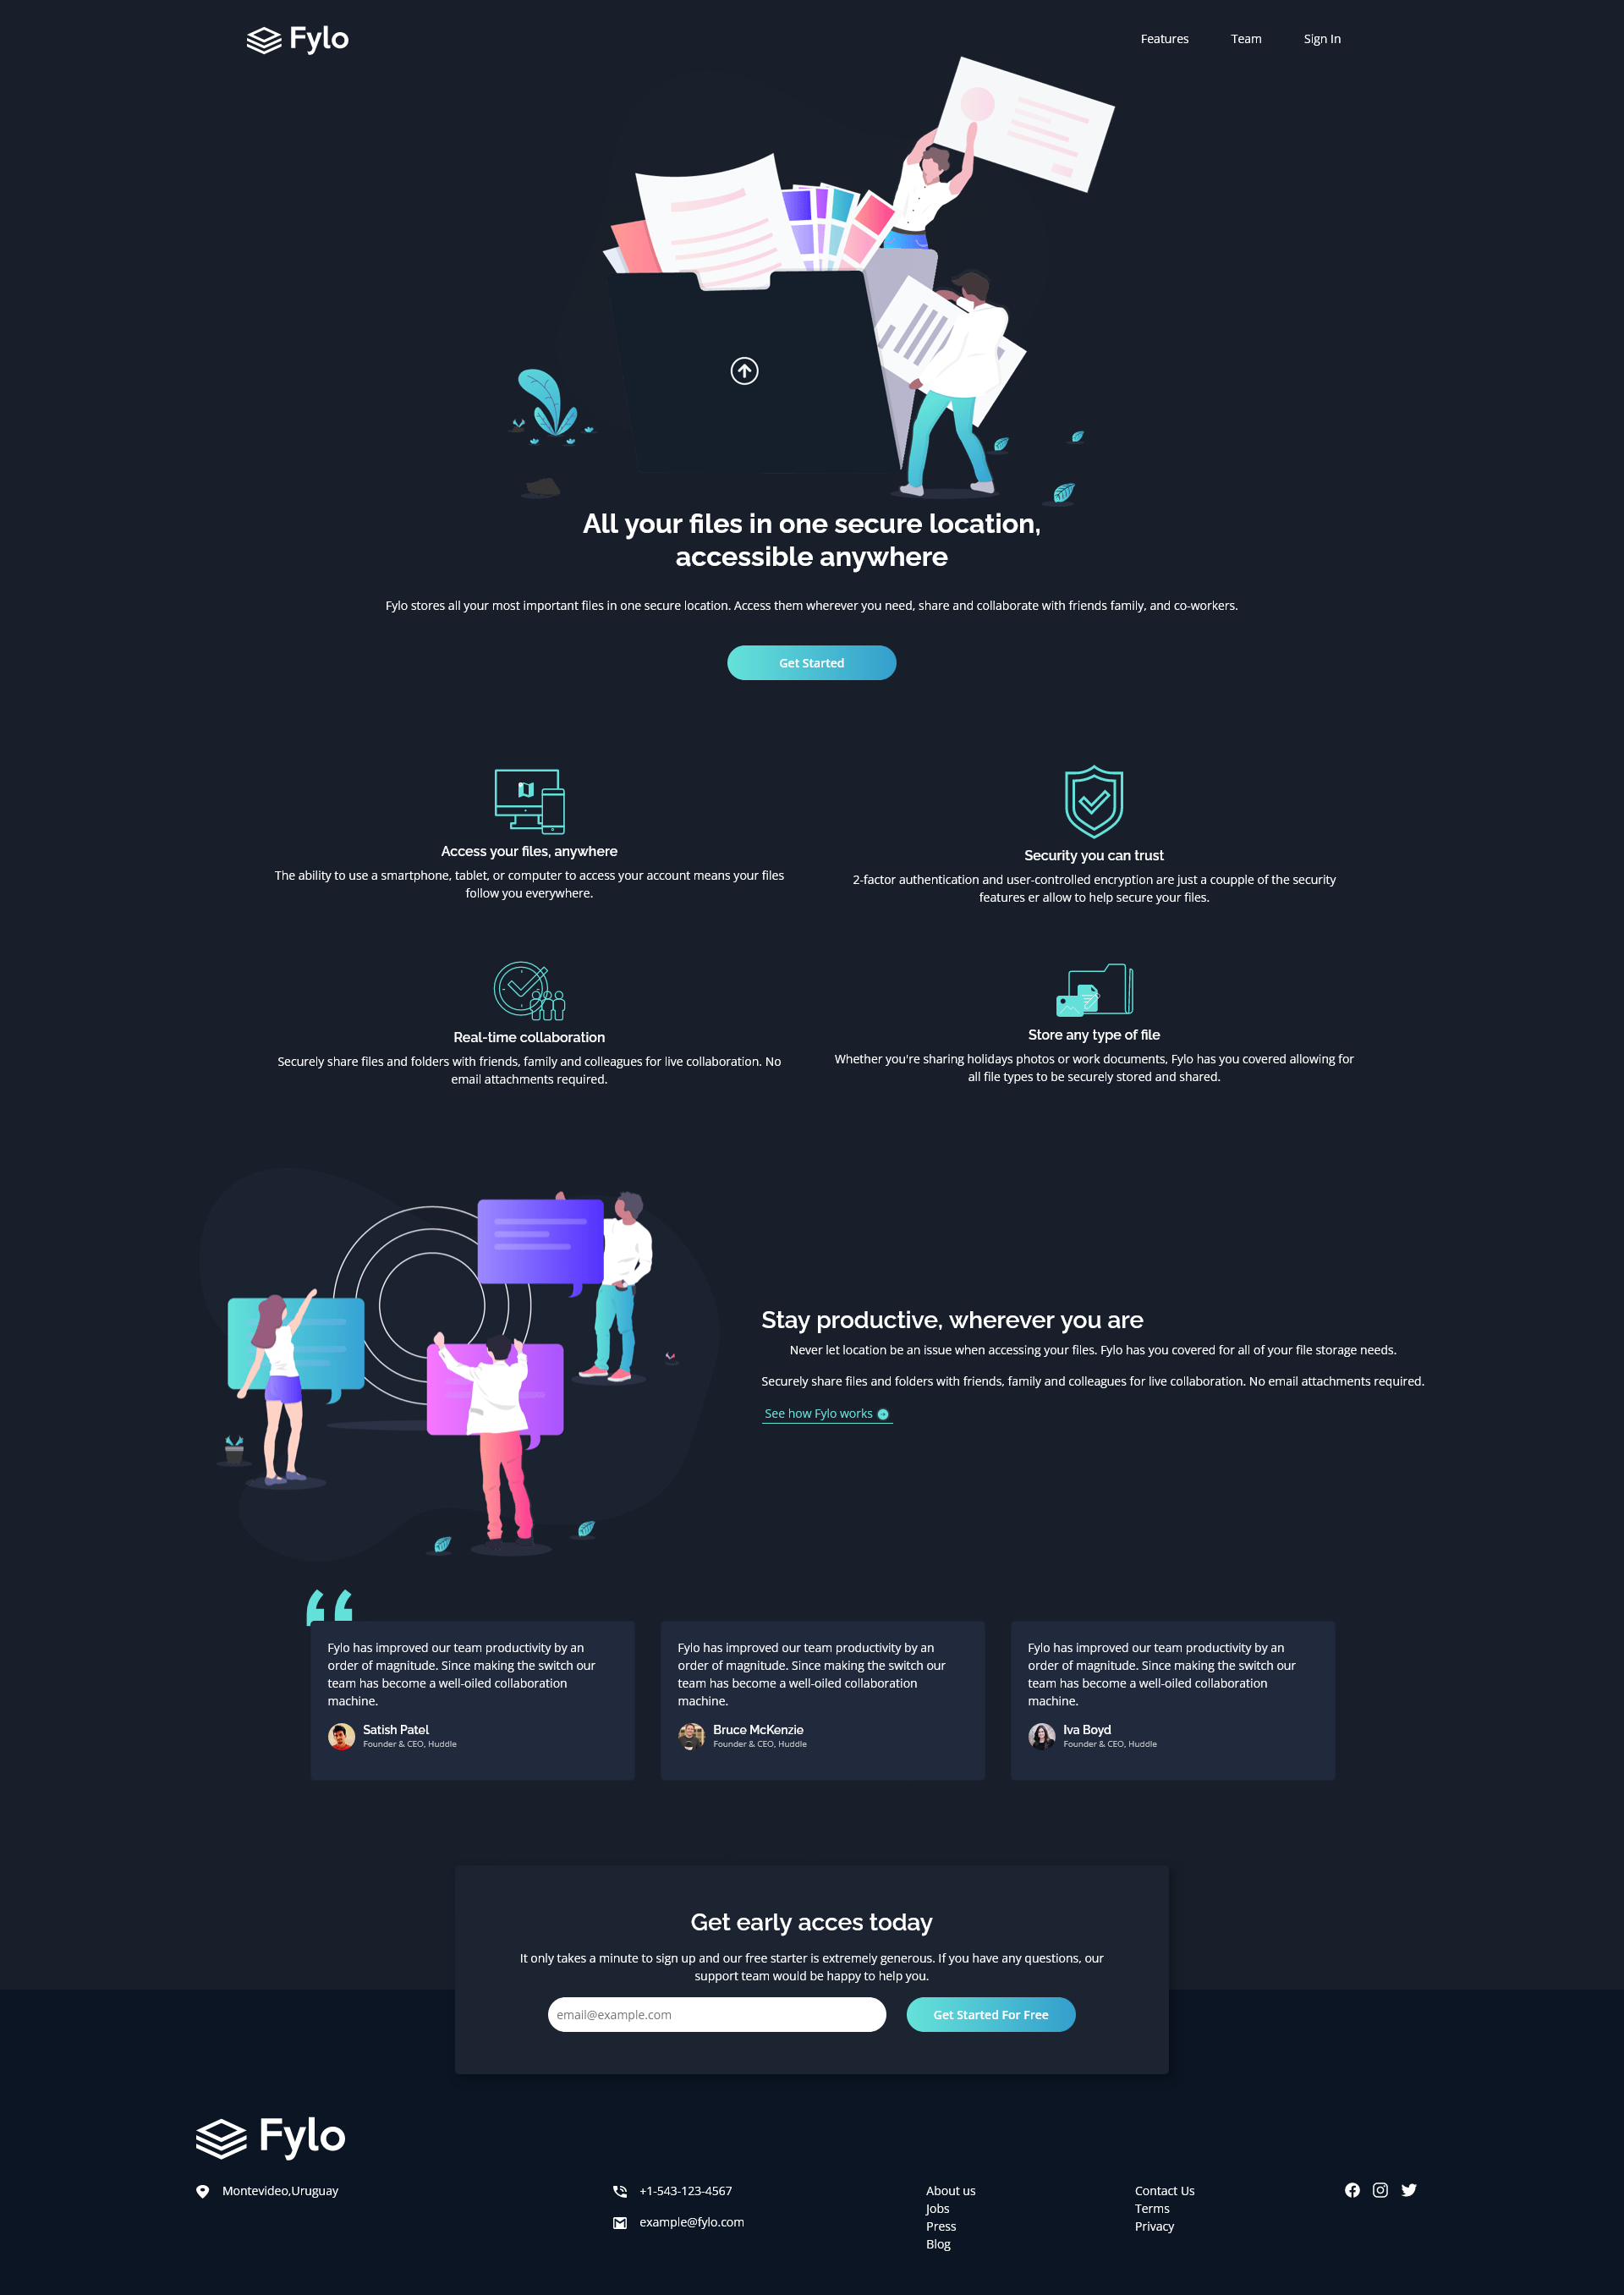 Fylo
Features
Team
Sign In
All your files in one secure location,
accessible anywhere
Fylo stores all your most important files in one secure location. Access them wherever you need, share and collaborate with friends family, and co-workers.
Get Started
Access your files, anywhere
The ability to use a smartphone, tablet, or computer to access your account means your files
follow you everywhere.
Security you can trust
2-factor authentication and user-controlled encryption are just a coupple of the security
features er allow to help secure your files.
Real-time collaboration
Securely share files and folders with friends, family and colleagues for live collaboration. No
email attachments required.
Store any type of file
Whether you're sharing holidays photos or work documents, Fylo has you covered allowing for
all file types to be securely stored and shared.
Stay productive, wherever you are
Never let location be an issue when accessing your files. Fylo has you covered for all of your file storage needs.
Securely share files and folders with friends, family and colleagues for live collaboration. No email attachments required.
See how Fylo works
Fylo has improved our team productivity by an
order of magnitude. Since making the switch our
team has become a well-oiled collaboration
machine.
Satish Patel
Founder & CEO, Huddle
Fylo has improved our team productivity by an
order of magnitude. Since making the switch our
team has become a well-oiled collaboration
machine.
Bruce McKenzie
Founder & CEO, Huddle
Fylo has improved our team productivity by an
order of magnitude. Since making the switch our
team has become a well-oiled collaboration
machine.
Iva Boyd
Founder & CEO, Huddle
Get early acces today
It only takes a minute to sign up and our free starter is extremely generous. If you have any questions, our
support team would be happy to help you.
email@example.com
Get Started For Free
Fylo
Montevideo,Uruguay
+1-543-123-4567
example@fylo.com
About us
Jobs
Press
Blog
Contact Us
Terms
Privacy